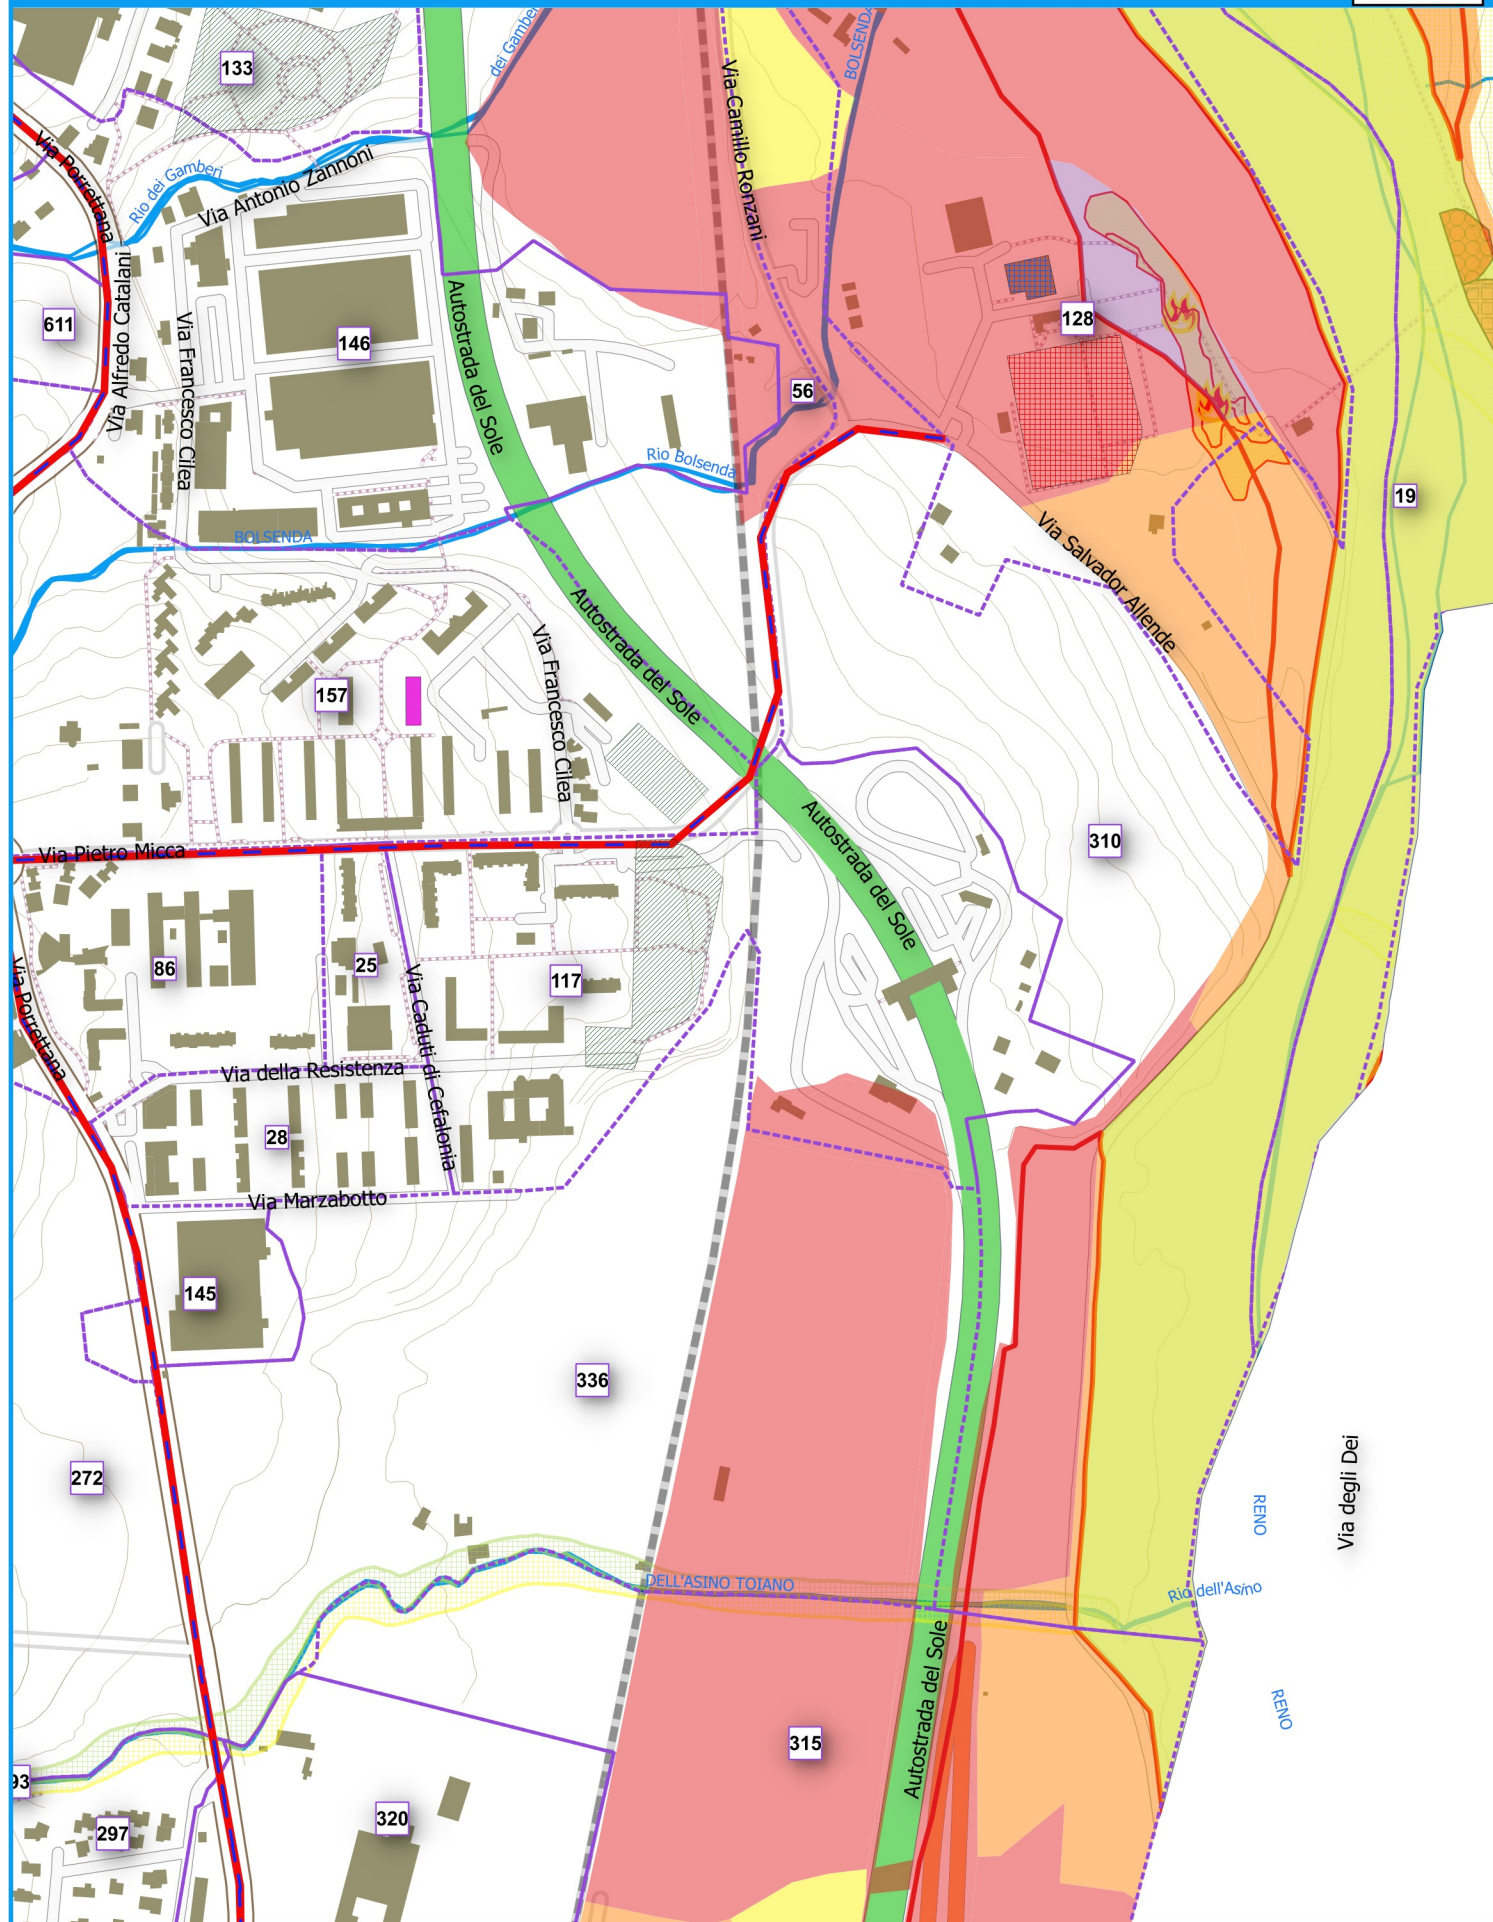 133
dei Gamberi
Via Camillo Ronzani
BOLSENDA
Via Porrettana
Rio dei Gamberi
Via Antonio Zannoni
611
Via Alfredo Catalani
Via Francesco Cilea
146
Autostrada del Sole
56
128
19
Rio Bolsenda
BOLSENDA
Via Salvador Allende
Autostrada del Sole
Via Francesco Cilea
157
Autostrada del Sole
310
Via Pietro Micca
86
25
117
Via Porrettana
Via Caduti di Cefalonia
Via della Resistenza
28
Via Marzabotto
145
336
272
Via degli Dei
RENO
DELL'ASINO TOIANO
Rio dell'Asino
RENO
Autostrada del Sole
315
93
297
320